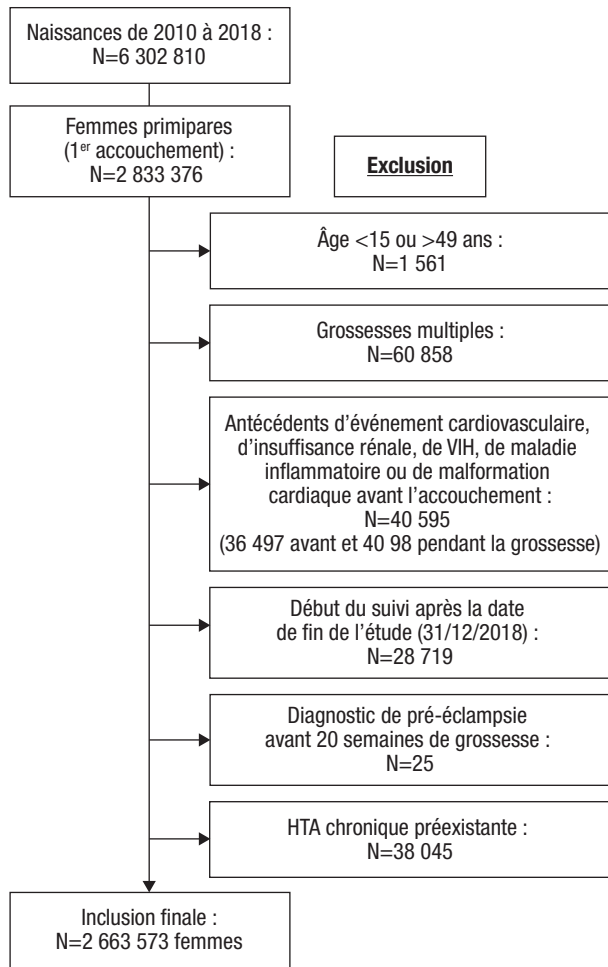 Naissances de 2010 à 2018 :
N=6 302 810
Femmes primipares
(1er accouchement) :
N=2 833 376
Exclusion
Âge <15 ou >49 ans :
N=1 561
Grossesses multiples :
N=60 858
Antécédents d’événement cardiovasculaire,
d’insuffisance rénale, de VIH, de maladie
inflammatoire ou de malformation
cardiaque avant l’accouchement :
N=40 595
(36 497 avant et 40 98 pendant la grossesse)
Début du suivi après la date
de fin de l’étude (31/12/2018) :
N=28 719
Diagnostic de pré-éclampsie
avant 20 semaines de grossesse :
N=25
HTA chronique préexistante :
N=38 045
Inclusion finale :
N=2 663 573 femmes